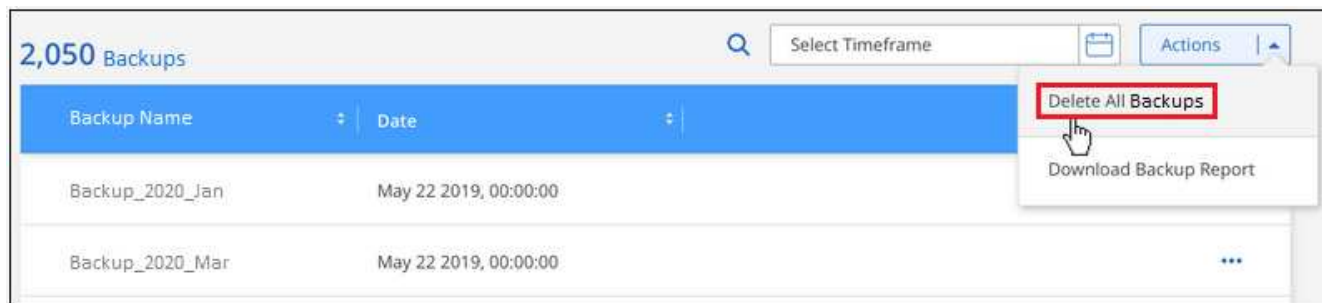 2,050 Backups
Select Timeframe
Actions
Delete All Backups
Download Backup Report
Backup Name
Date
Backup_2020_Jan
May 22 2019, 00:00:00
Backup_2020_Mar
May 22 2019, 00:00:00